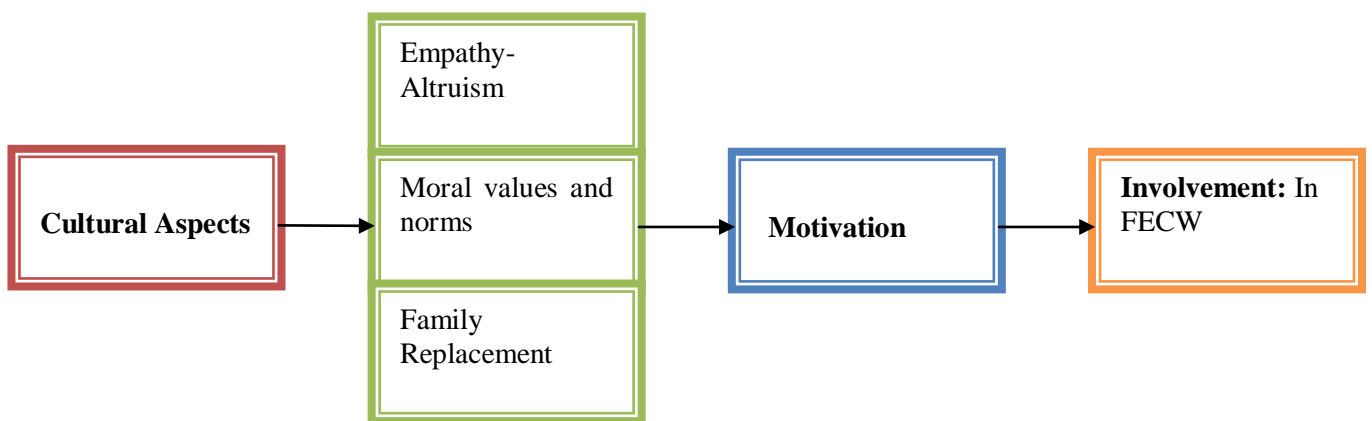 Empathy-
Altruism
Cultural Aspects
Moral values and
norms
Family
Replacement
Motivation
Involvement: In
FECW